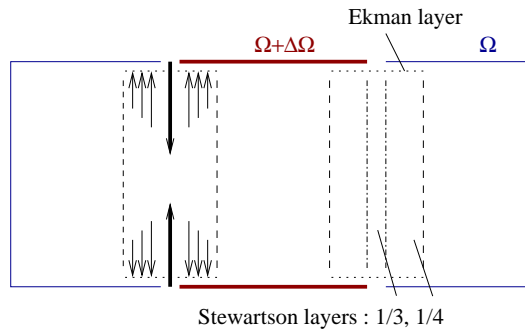 Ekman layer
Ω+ΔΩ
Ω
Stewartson layers : 1/3, 1/4